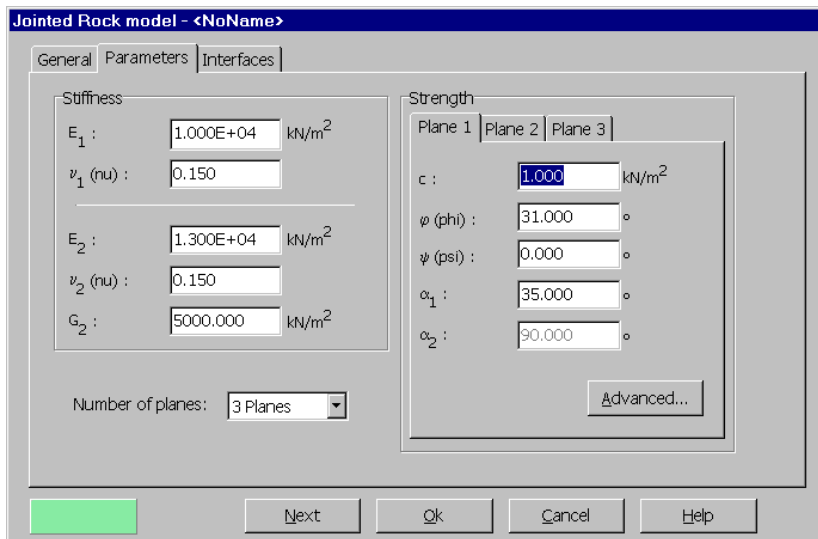 Jointed Rock model - <NoName>
General Parameters Interfaces
Stiffness
E1 : 1.000E+04 kN/m2
ν1 (nu) : 0.150
E2 : 1.300E+04 kN/m2
ν2 (nu) : 0.150
G2 : 5000.000 kN/m2
Number of planes: 3 Planes
Strength
Plane 1 Plane 2 Plane 3
c : 1.000 kN/m2
φ (phi) : 31.000 °
ψ (psi) : 0.000 °
α1 : 35.000 °
α2 : 90.000 °
Advanced...
Next Ok Cancel Help